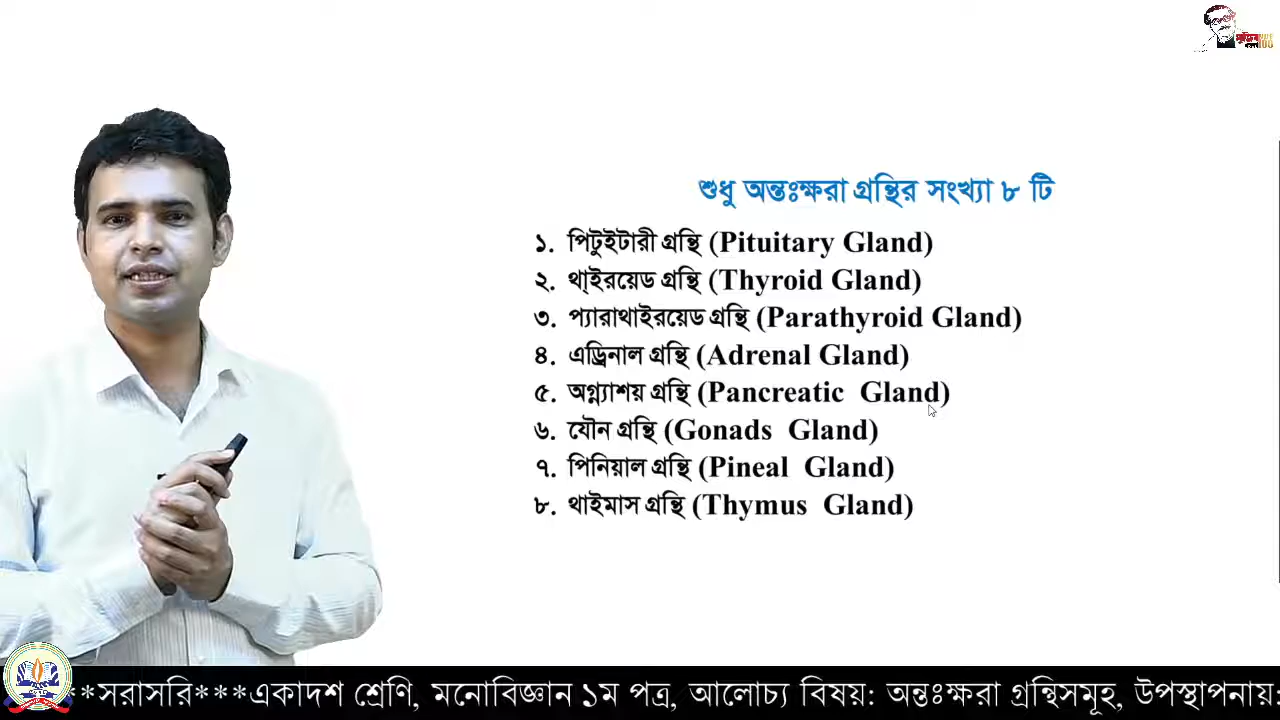 শুধু অন্তঃক্ষরা গ্রন্থির সংখ্যা ৮ টি
১. পিটুইটারী গ্রন্থি (Pituitary Gland)
২. থা্ইরয়েড গ্রন্থি (Thyroid Gland)
৩. প্যারাথাইরয়েড গ্রন্থি (Parathyroid Gland)
৪. এড্রিনাল গ্রন্থি (Adrenal Gland)
৫. অগ্ন্যাশয় গ্রন্থি (Pancreatic Gland)
৬. যৌন গ্রন্থি (Gonads Gland)
৭. পিনিয়াল গ্রন্থি (Pineal Gland)
৮. থাইমাস গ্রন্থি (Thymus Gland)
**সরাসরি***একাদশ শ্রেণি, মনোবিজ্ঞান ১ম পত্র, আলোচ্য বিষয়: অন্তঃক্ষরা গ্রন্থিসমূহ, উপস্থাপনায়: